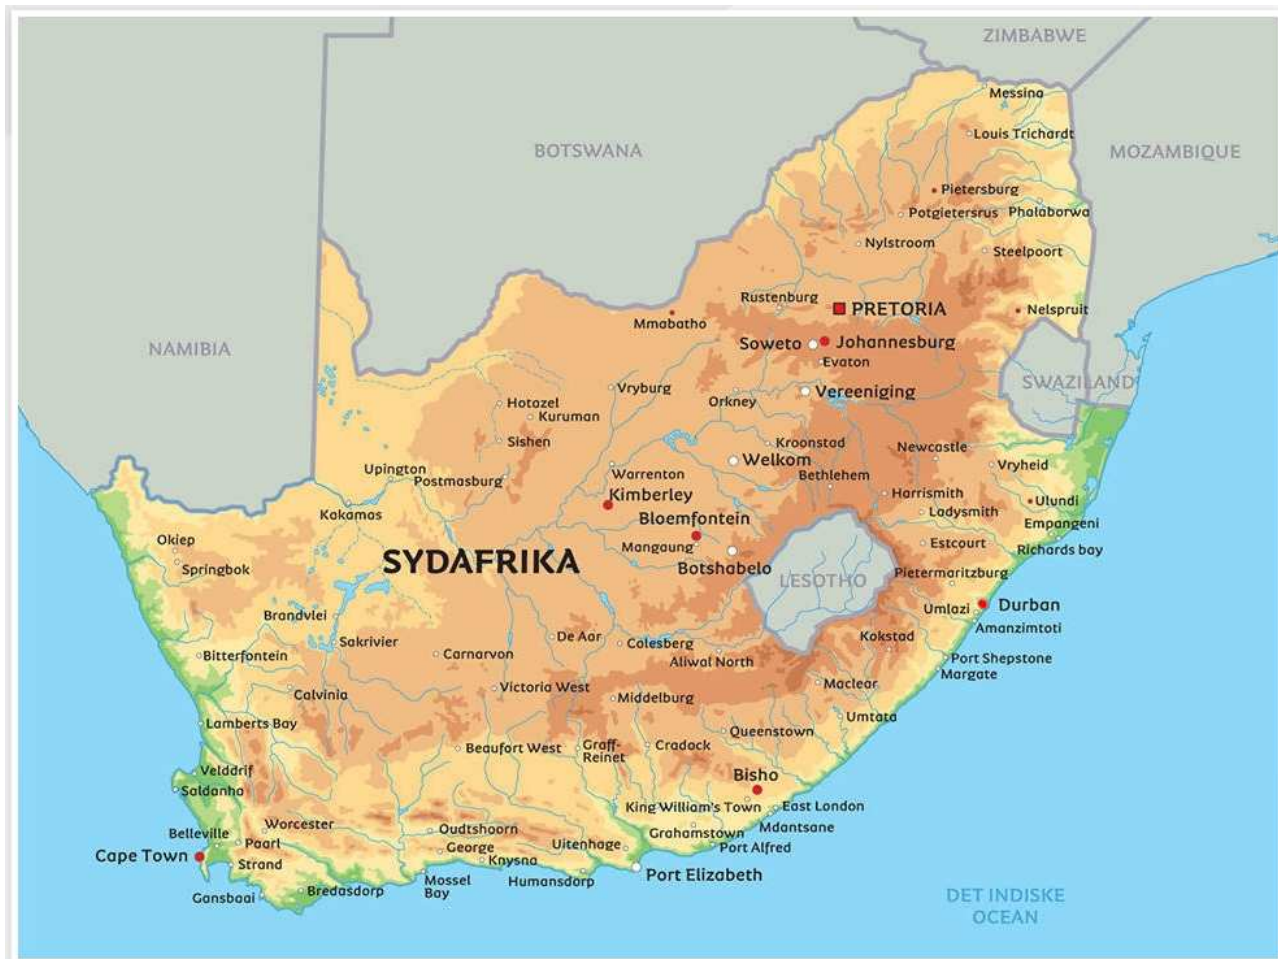 ZIMBABWE
Messina
Louis Trichardt
BOTSWANA
MOZAMBIQUE
Pietersburg
Potgietersrus
Phalaborwa
Nylstroom
Steelpoort
Rustenburg
PRETORIA
Nelspruit
Mmabatho
Soweto
Johannesburg
NAMIBIA
Evaton
SWAZILAND
Vryburg
Vereeniging
Orkney
Hotazel
Kuruman
Sishen
Kroonstad
Newcastle
Welkom
Vryheid
Upington
Postmasburg
Warrenton
Bethlehem
Kimberley
Harrismith
Ulundi
Kakamas
Ladysmith
Bloemfontein
Empangeni
Okiep
Mangaung
Estcourt
Richards bay
SYDAFRIKA
Springbok
Botshabelo
LESOTHO
Pietermaritzburg
Umlazi
Durban
Brandvlei
Amanzimtoti
Sakrivier
De Aar
Colesberg
Kokstad
Bitterfontein
Carnarvon
Aliwal North
Port Shepstone
Margate
Calvinia
Victoria West
Middelburg
Maclear
Lamberts Bay
Umtata
Queenstown
Beaufort West
Graff-
Reinet
Cradock
Velddrif
Bisho
Saldanha
King William's Town
East London
Worcester
Mdantsane
Belleville
Oudtshoorn
Grahamstown
Paarl
George
Uitenhage
Port Alfred
Cape Town
Strand
Knysna
Port Elizabeth
Mossel
Bay
Humansdorp
Bredasdorp
Gansbaai
DET INDISKE
OCEAN